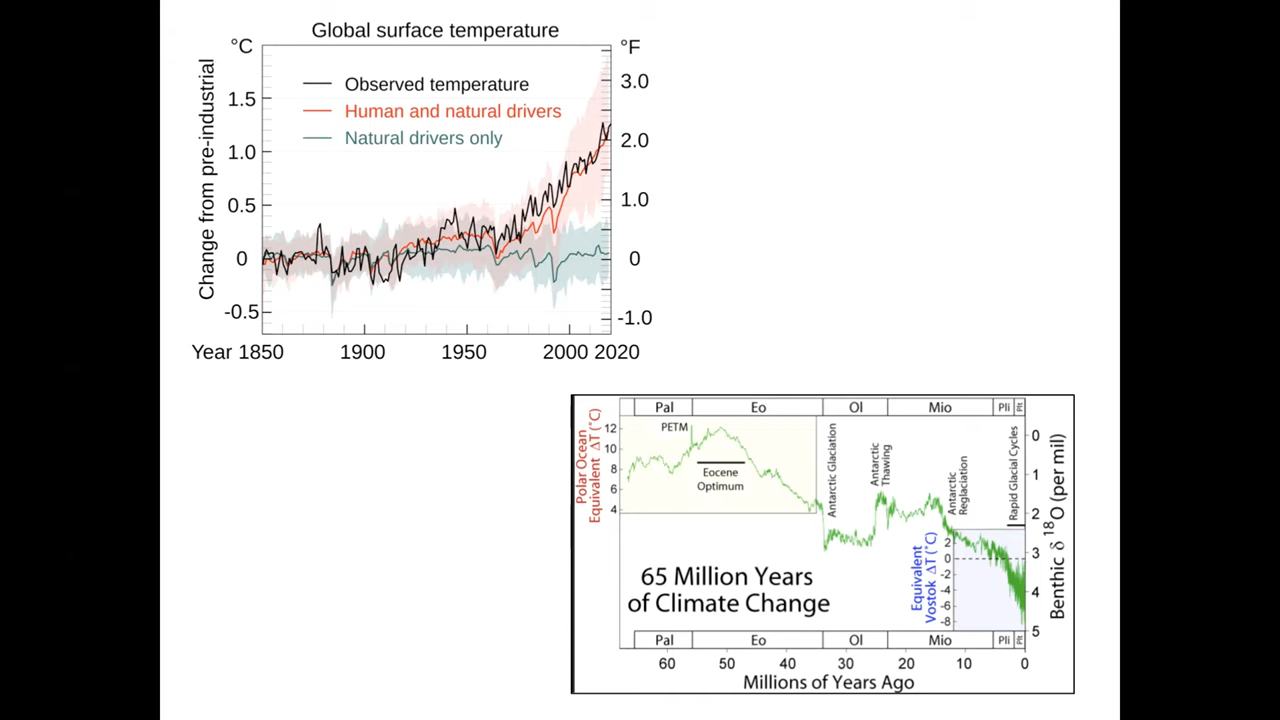 Global surface temperature
°C
°F
Change from pre-industrial
Observed temperature
Human and natural drivers
Natural drivers only
1.5
1.0
0.5
0
-0.5
3.0
2.0
1.0
0
-1.0
Year 1850 1900 1950 2000 2020
Pal Eo Ol Mio Pli Plt
Polar Ocean
Equivalent ΔT (°C)
12
10
8
6
4
PETM
Eocene
Optimum
Antarctic Glaciation
Antarctic
Thawing
Antarctic
Reglaciation
Rapid Glacial Cycles
0
1
2
3
4
5
Benthic δ 18O (per mil)
Equivalent
Vostok ΔT (°C)
2
0
-2
-4
-6
-8
65 Million Years
of Climate Change
Pal Eo Ol Mio Pli Plt
60 50 40 30 20 10 0
Millions of Years Ago